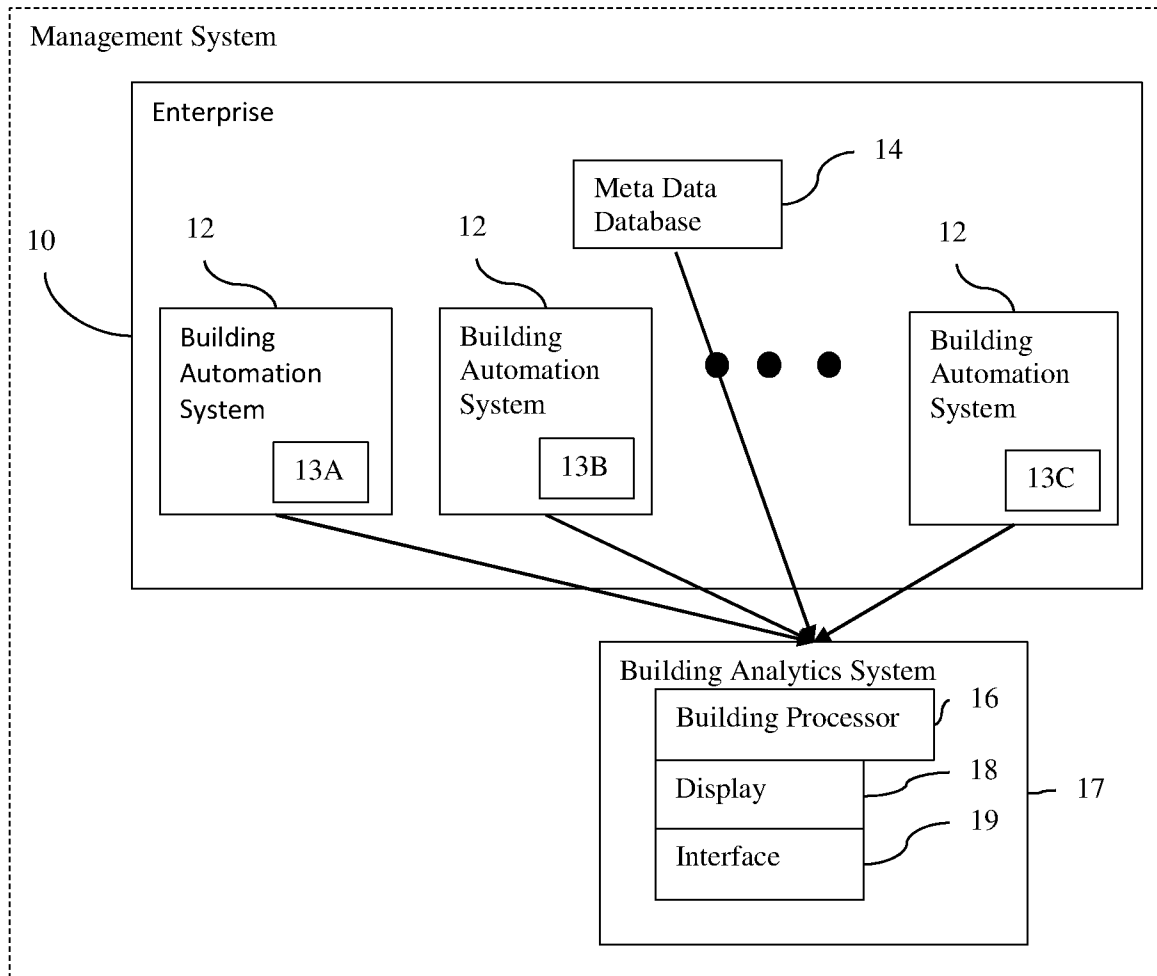 Management System
Enterprise
14
Meta Data
Database
12
12
12
10
Building
Automation
System
13A
Building
Automation
System
13B
Building
Automation
System
13C
Building Analytics System
16
Building Processor
18
Display
17
19
Interface